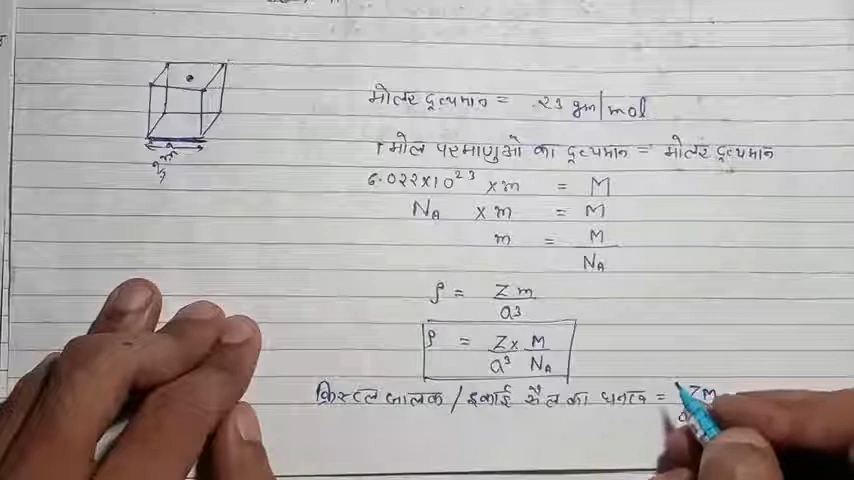 a
मोलर द्रव्यमान = 23 gm/mol
1 मोल परमाणुओं का द्रव्यमान = मोलर द्रव्यमान
6.022×10²³ × m = M
N_A × m = M
m = M / N_A
ρ = Zm / a³
ρ = Z × M / a³ N_A
क्रिस्टल जालक / इकाई सैल का घनत्व = ZM